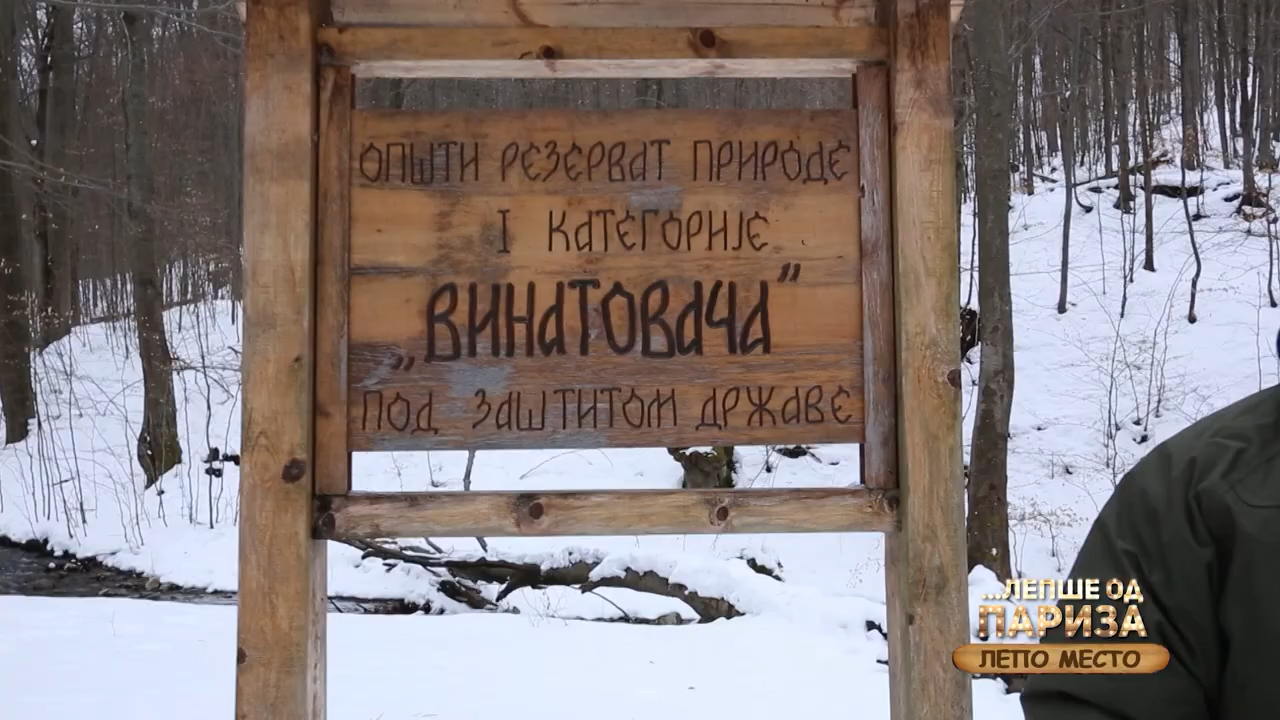 ОПШТИ РЕЗЕРВАТ ПРИРОДЕ
I КАТЕГОРИЈЕ
„ВИНАТОВАЧА”
ПОД ЗАШТИТОМ ДРЖАВЕ
...ЛЕПШЕ ОД
ПАРИЗА
ЛЕПО МЕСТО